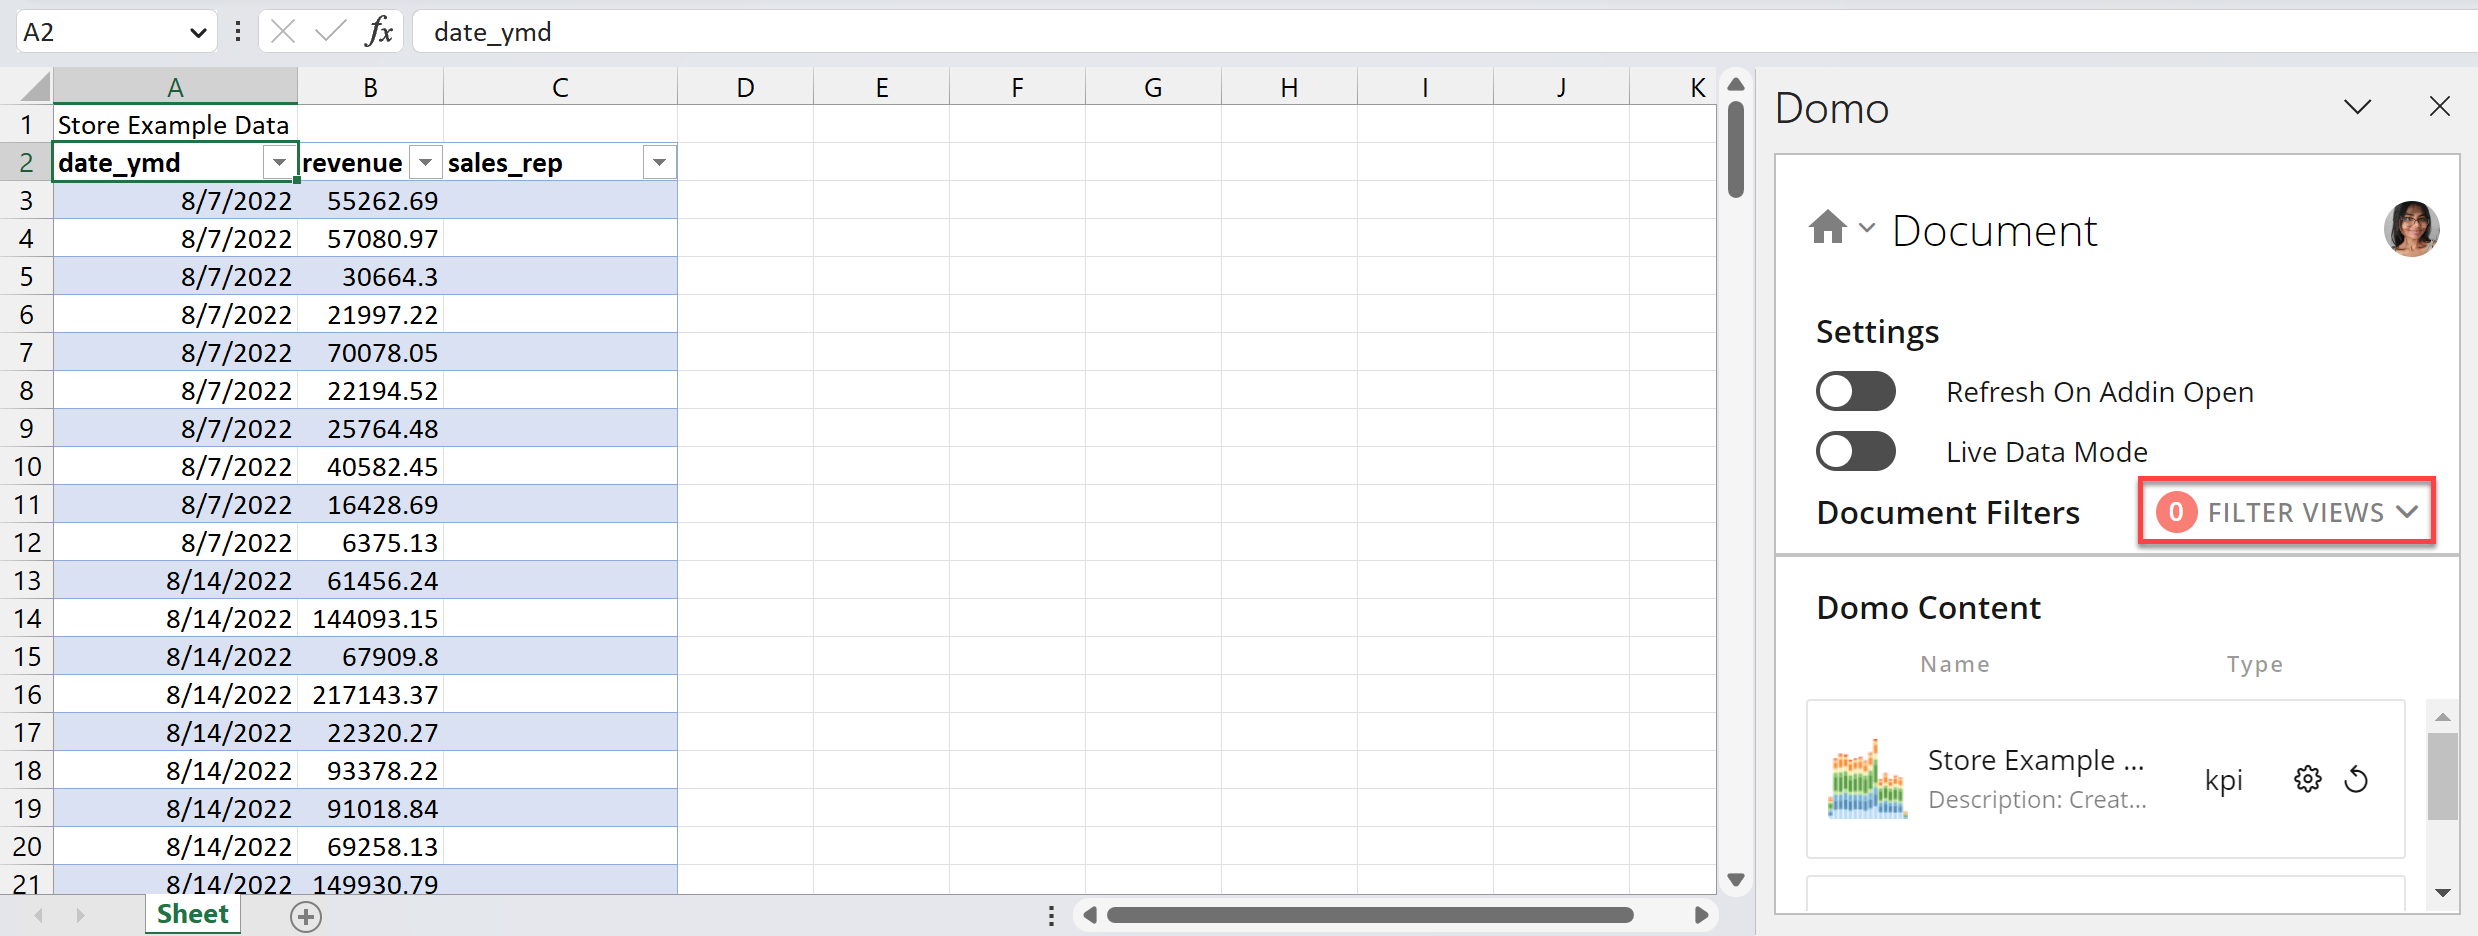 A2
fx
date_ymd
A B C D E F G H I J K
1 Store Example Data
2 date_ymd revenue sales_rep
3 8/7/2022 55262.69
4 8/7/2022 57080.97
5 8/7/2022 30664.3
6 8/7/2022 21997.22
7 8/7/2022 70078.05
8 8/7/2022 22194.52
9 8/7/2022 25764.48
10 8/7/2022 40582.45
11 8/7/2022 16428.69
12 8/7/2022 6375.13
13 8/14/2022 61456.24
14 8/14/2022 144093.15
15 8/14/2022 67909.8
16 8/14/2022 217143.37
17 8/14/2022 22320.27
18 8/14/2022 93378.22
19 8/14/2022 91018.84
20 8/14/2022 69258.13
21 8/14/2022 149930.79
Sheet
Domo
Document
Settings
Refresh On Addin Open
Live Data Mode
Document Filters 0 FILTER VIEWS
Domo Content
Name Type
Store Example ...
kpi
Description: Creat...